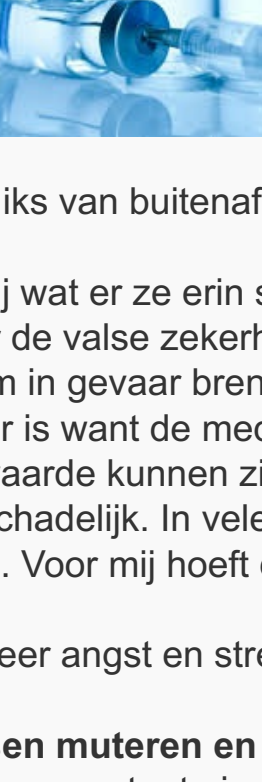 iks van buitenaf
j wat er ze erin s
de valse zekerh
m in gevaar bren
r is want de med
aarde kunnen zi
chadelijk. In vele
. Voor mij hoeft
eer angst en stre
en muteren en